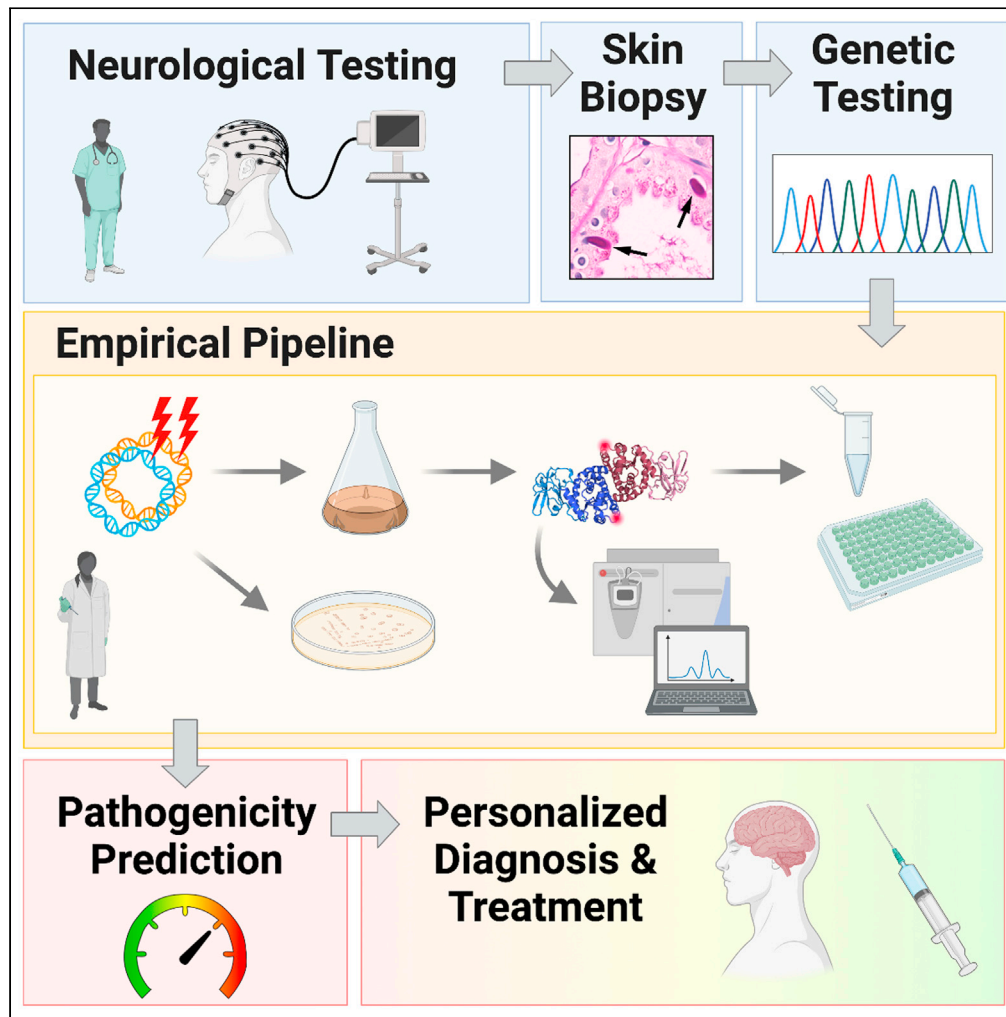 Neurological Testing
Skin
Biopsy
Genetic
Testing
Empirical Pipeline
Pathogenicity
Prediction
Personalized
Diagnosis &
Treatment